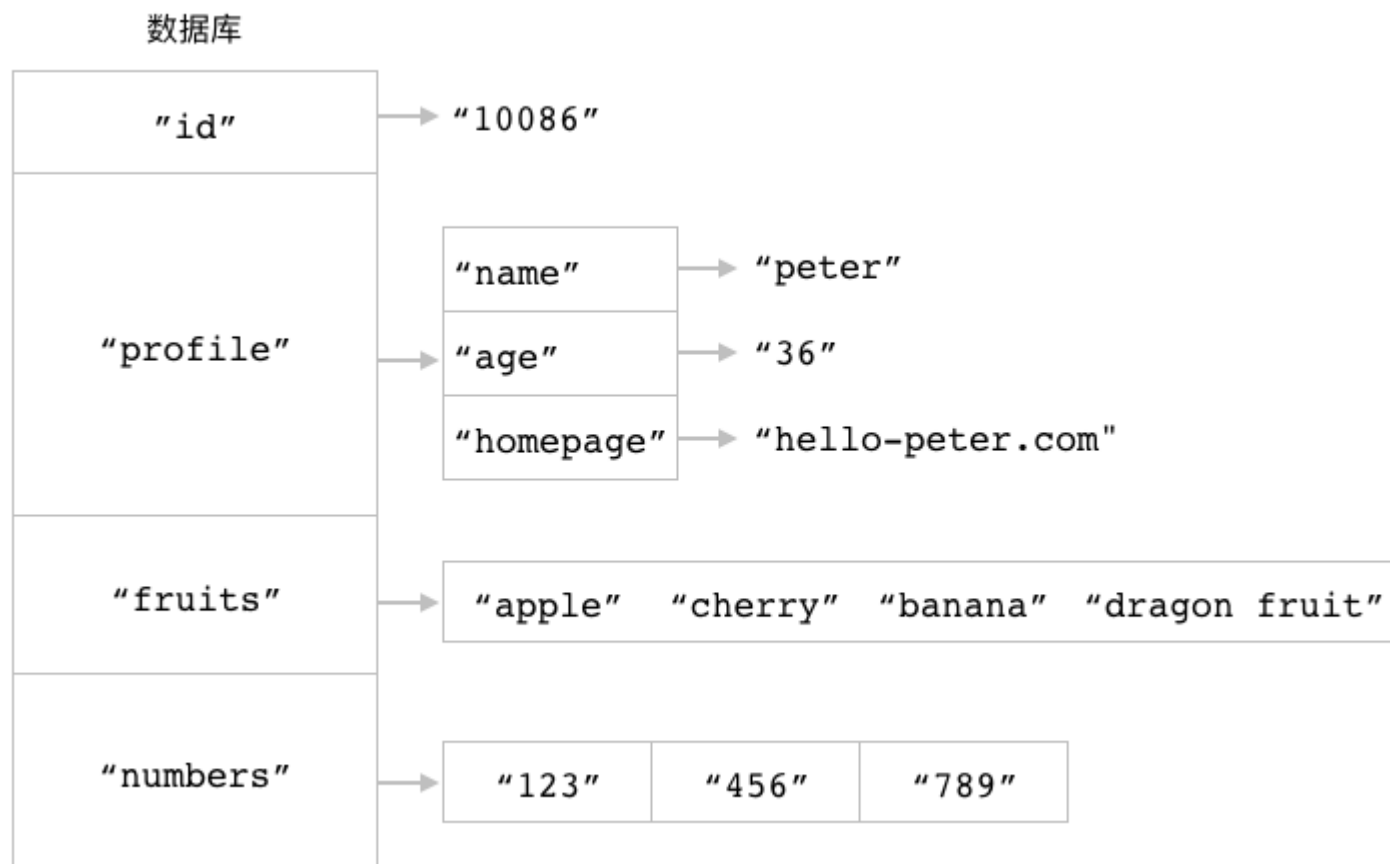 数据库
”id” “10086”
“name” “peter”
“profile” “age” “36”
“homepage” “hello-peter.com"
“fruits” “apple” “cherry” “banana” “dragon fruit”
“numbers” “123” “456” “789”